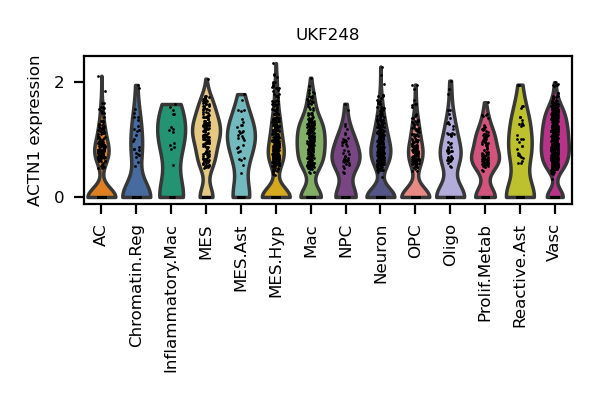 UKF248
ACTN1 expression
2
0
AC
Chromatin.Reg
Inflammatory.Mac
MES
MES.Ast
MES.Hyp
Mac
NPC
Neuron
OPC
Oligo
Prolif.Metab
Reactive.Ast
Vasc